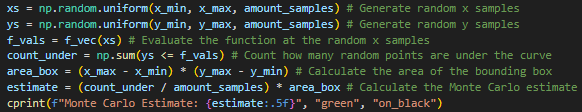 xs = np.random.uniform(x_min, x_max, amount_samples) # Generate random x samples
ys = np.random.uniform(y_min, y_max, amount_samples) # Generate random y samples
f_vals = f_vec(xs) # Evaluate the function at the random x samples
count_under = np.sum(ys <= f_vals) # Count how many random points are under the curve
area_box = (x_max - x_min) * (y_max - y_min) # Calculate the area of the bounding box
estimate = (count_under / amount_samples) * area_box # Calculate the Monte Carlo estimate
cprint(f"Monte Carlo Estimate: {estimate:.5f}", "green", "on_black")